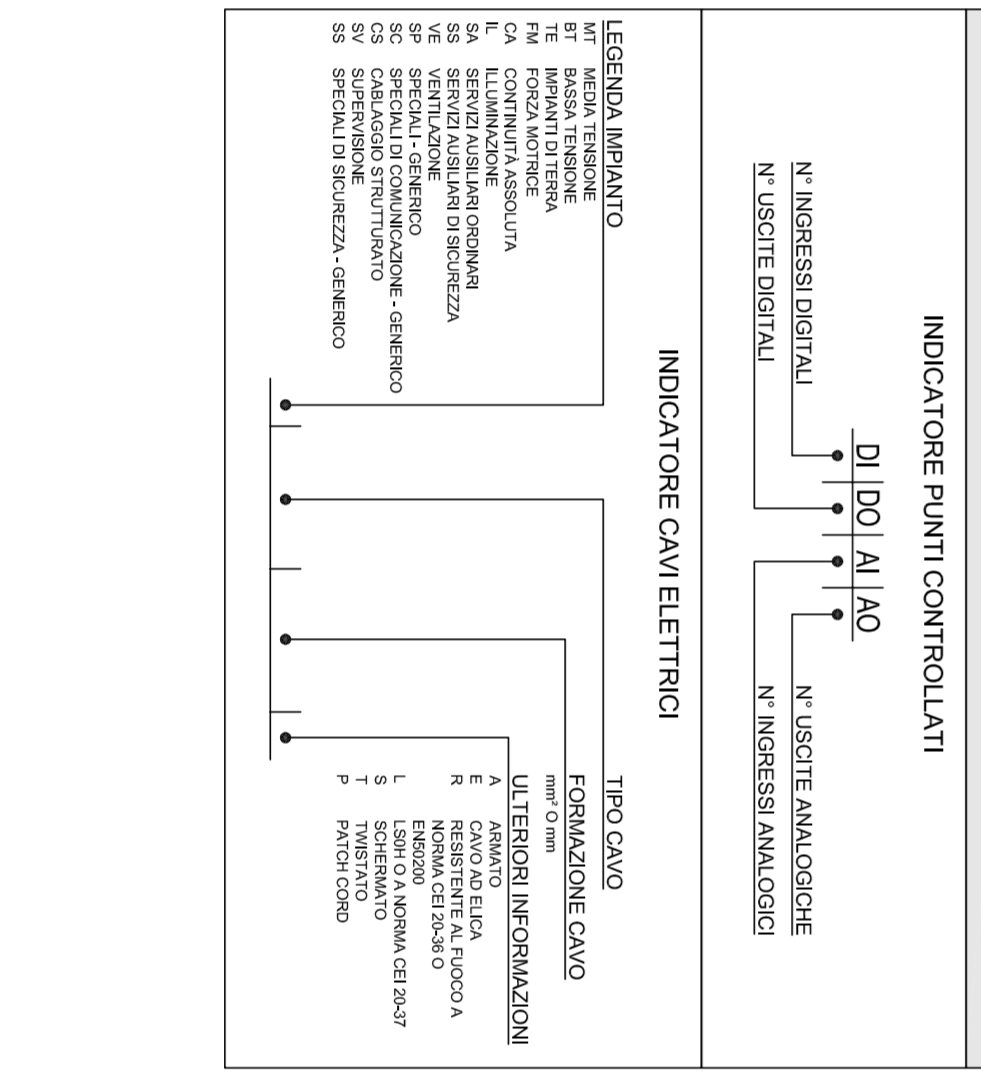 INDICATORE PUNTI CONTROLLATI
DI | DO | AI | AO
N° INGRESSI DIGITALI
N° USCITE DIGITALI
N° USCITE ANALOGICHE
N° INGRESSI ANALOGICI
INDICATORE CAVI ELETTRICI
LEGENDA IMPIANTO
MT MEDIA TENSIONE
BT BASSA TENSIONE
TE IMPIANTI DI TERRA
FM FORZA MOTRICE
CA CONTINUITÀ ASSOLUTA
IL ILLUMINAZIONE
SA SERVIZI AUSILIARI ORDINARI
SS SERVIZI AUSILIARI DI SICUREZZA
VE VENTILAZIONE
SP SPECIALI - GENERICO
SC SPECIALI DI COMUNICAZIONE - GENERICO
CS CABLAGGIO STRUTTURATO
SV SUPERVISIONE
SS SPECIALI DI SICUREZZA - GENERICO
TIPO CAVO
FORMAZIONE CAVO
mm² O mm
ULTERIORI INFORMAZIONI
A ARMATO
E CAVO AD ELICA
R RESISTENTE AL FUOCO A
NORMA CEI 20-36 O
EN50200
L LS0H O A NORMA CEI 20-37
S SCHERMATO
T TWISTATO
P PATCH CORD